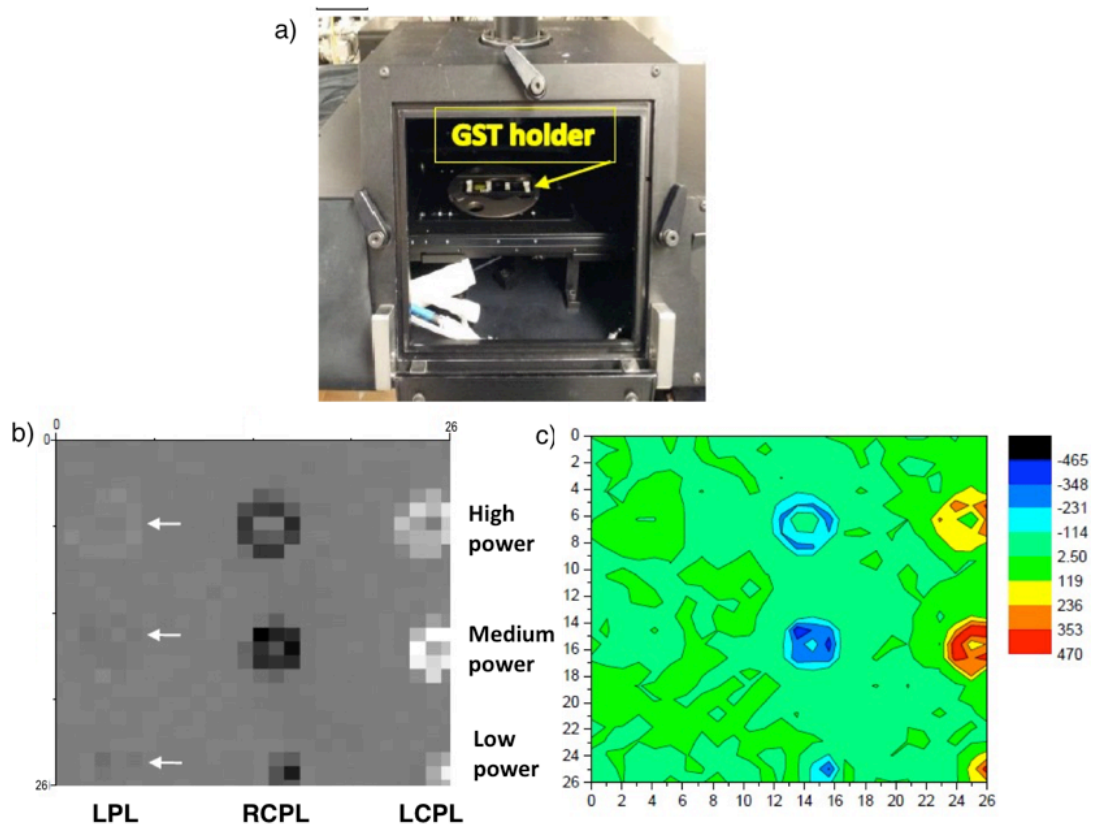 a)
GST holder
b)
0
26
26
High
power
Medium
power
Low
power
LPL
RCPL
LCPL
c)
0
2
4
6
8
10
12
14
16
18
20
22
24
26
0 2 4 6 8 10 12 14 16 18 20 22 24 26
-465
-348
-231
-114
2.50
119
236
353
470